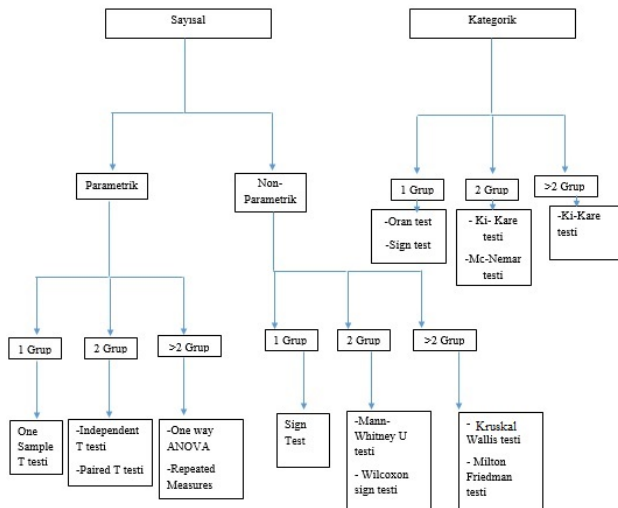 Sayısal
Kategorik
Parametrik
Non-
Parametrik
1 Grup
2 Grup
>2 Grup
-Oran test
-Sign test
- Ki- Kare
testi
-Mc-Nemar
testi
-Ki-Kare
testi
1 Grup
2 Grup
>2 Grup
1 Grup
2 Grup
>2 Grup
One
Sample
T testi
-Independent
T testi
-Paired T testi
-One way
ANOVA
-Repeated
Measures
Sign
Test
-Mann-
Whitney U
testi
- Wilcoxon
sign testi
-
Kruskal
Wallis testi
- Milton
Friedman
testi